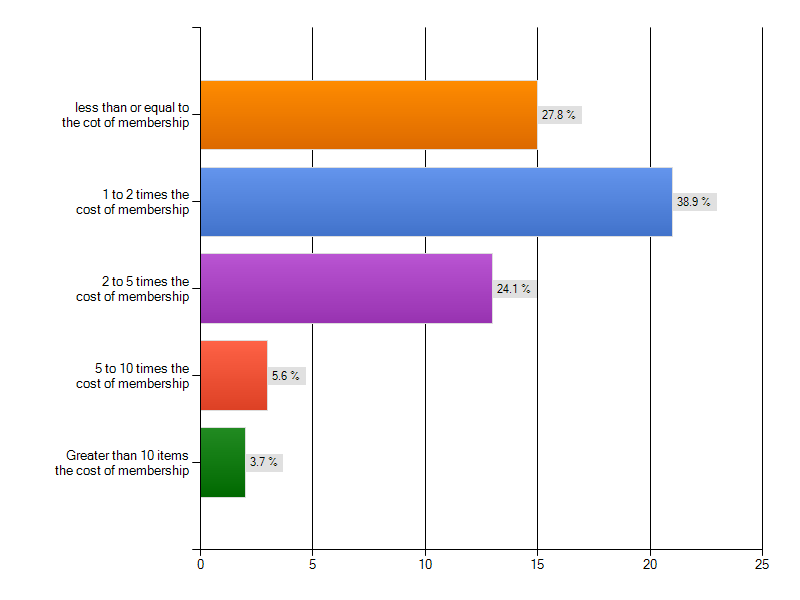 less than or equal to
the cot of membership
27.8 %
1 to 2 times the
cost of membership
38.9 %
2 to 5 times the
cost of membership
24.1 %
5 to 10 times the
cost of membership
5.6 %
Greater than 10 items
the cost of membership
3.7 %
0 5 10 15 20 25